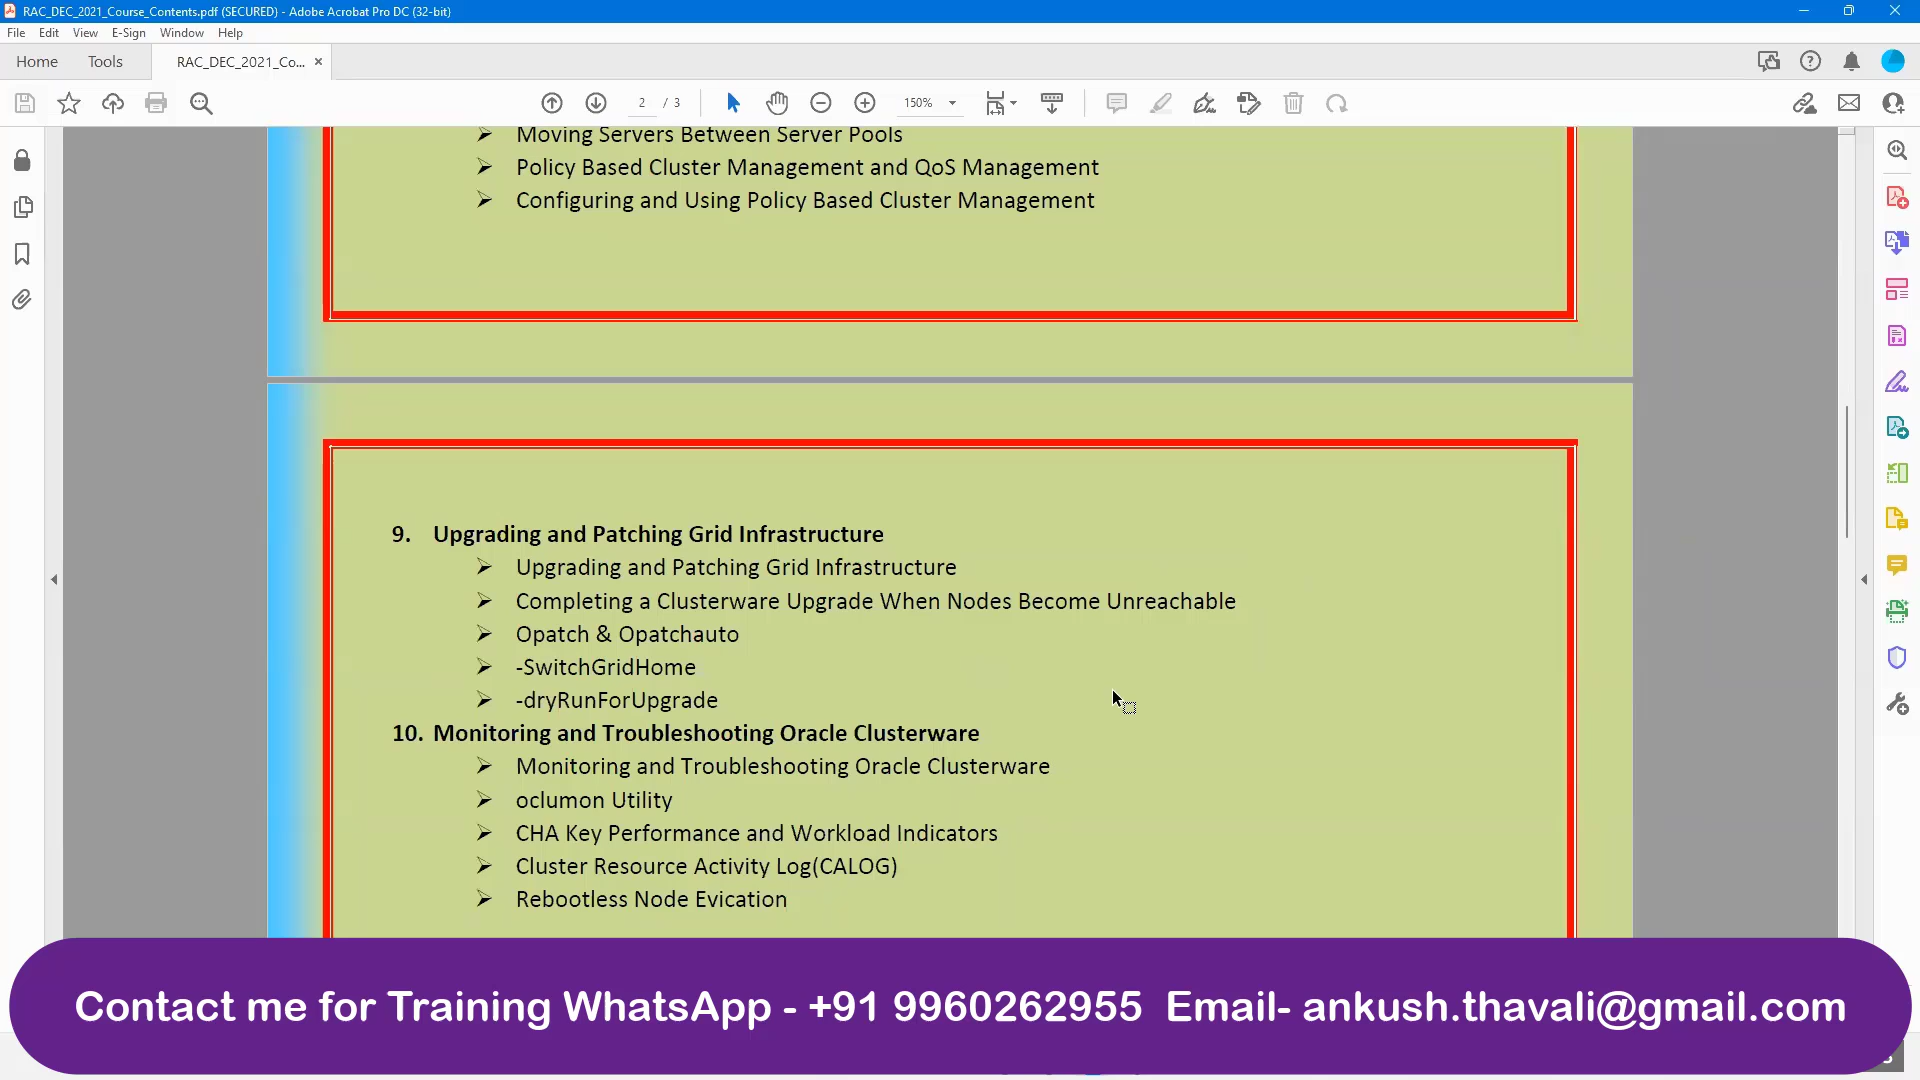 RAC_DEC_2021_Course_Contents.pdf (SECURED) - Adobe Acrobat Pro DC (32-bit)
File Edit View E-Sign Window Help
Home Tools RAC_DEC_2021_Co... ×
2 / 3 150%
Moving Servers Between Server Pools
Policy Based Cluster Management and QoS Management
Configuring and Using Policy Based Cluster Management
9. Upgrading and Patching Grid Infrastructure
Upgrading and Patching Grid Infrastructure
Completing a Clusterware Upgrade When Nodes Become Unreachable
Opatch & Opatchauto
-SwitchGridHome
-dryRunForUpgrade
10. Monitoring and Troubleshooting Oracle Clusterware
Monitoring and Troubleshooting Oracle Clusterware
oclumon Utility
CHA Key Performance and Workload Indicators
Cluster Resource Activity Log(CALOG)
Rebootless Node Evication
Contact me for Training WhatsApp - +91 9960262955 Email- ankush.thavali@gmail.com